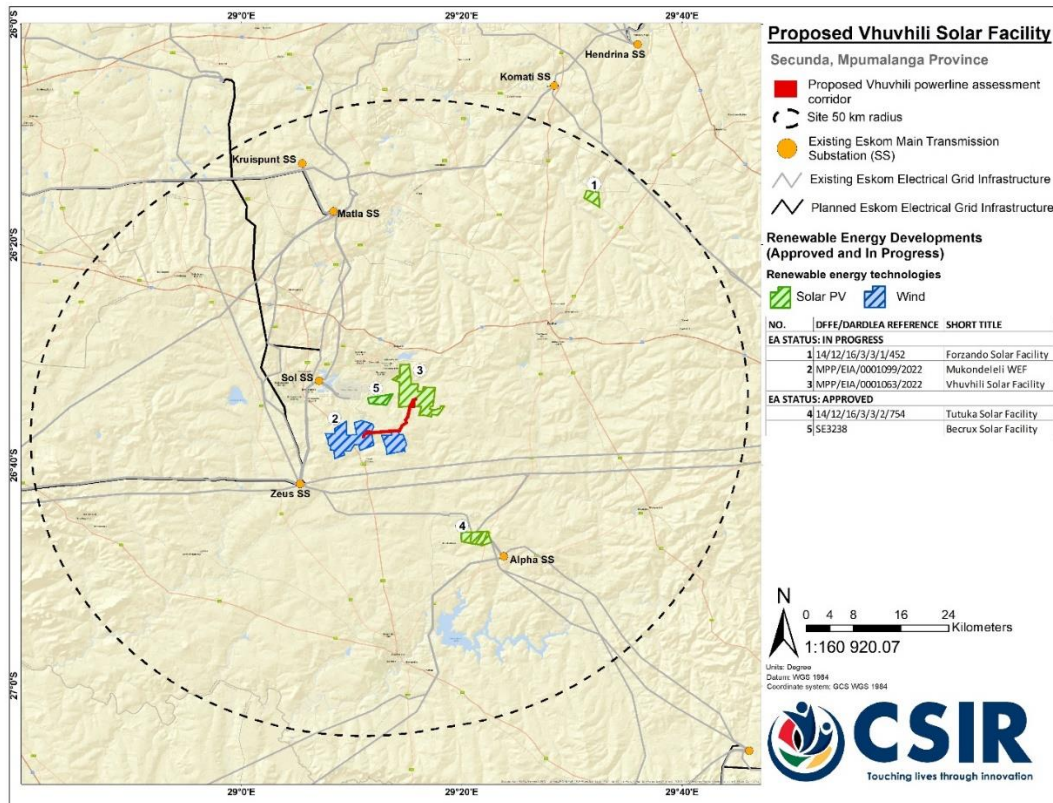 29°0'E 29°20'E 29°40'E
26°0'S
26°20'S
26°40'S
27°0'S
Hendrina SS
Komati SS
Kruispunt SS
1
Matla SS
Sol SS
3
5
2
Zeus SS
4
Alpha SS
29°0'E 29°20'E 29°40'E
Proposed Vhuvhili Solar Facility
Secunda, Mpumalanga Province
Proposed Vhuvhili powerline assessment
corridor
Site 50 km radius
Existing Eskom Main Transmission
Substation (SS)
Existing Eskom Electrical Grid Infrastructure
Planned Eskom Electrical Grid Infrastructure
Renewable Energy Developments
(Approved and In Progress)
Renewable energy technologies
Solar PV Wind
NO. DFFE/DARDLEA REFERENCE SHORT TITLE
EA STATUS: IN PROGRESS
1 14/12/16/3/3/1/452 Forzando Solar Facility
2 MPP/EIA/0001099/2022 Mukondeleli WEF
3 MPP/EIA/0001063/2022 Vhuvhili Solar Facility
EA STATUS: APPROVED
4 14/12/16/3/3/2/754 Tutuka Solar Facility
5 SE3238 Becrux Solar Facility
N
0 4 8 16 24
Kilometers
1:160 920.07
Units: Degree
Datum: WGS 1984
Coordinate system: GCS WGS 1984
CSIR
Touching lives through innovation